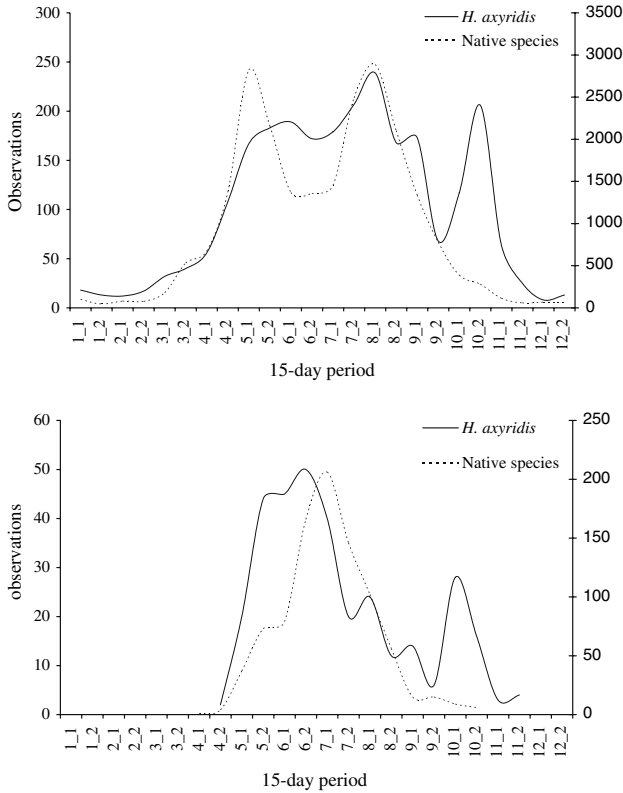 300
250
200
150
100
50
0
Observations
3500
3000
2500
2000
1500
1000
500
0
H. axyridis
Native species
1_1 1_2 2_1 2_2 3_1 3_2 4_1 4_2 5_1 5_2 6_1 6_2 7_1 7_2 8_1 8_2 9_1 9_2 10_1 10_2 11_1 11_2 12_1 12_2
15-day period
60
50
40
30
20
10
0
observations
250
200
150
100
50
0
H. axyridis
Native species
1_1 1_2 2_1 2_2 3_1 3_2 4_1 4_2 5_1 5_2 6_1 6_2 7_1 7_2 8_1 8_2 9_1 9_2 10_1 10_2 11_1 11_2 12_1 12_2
15-day period